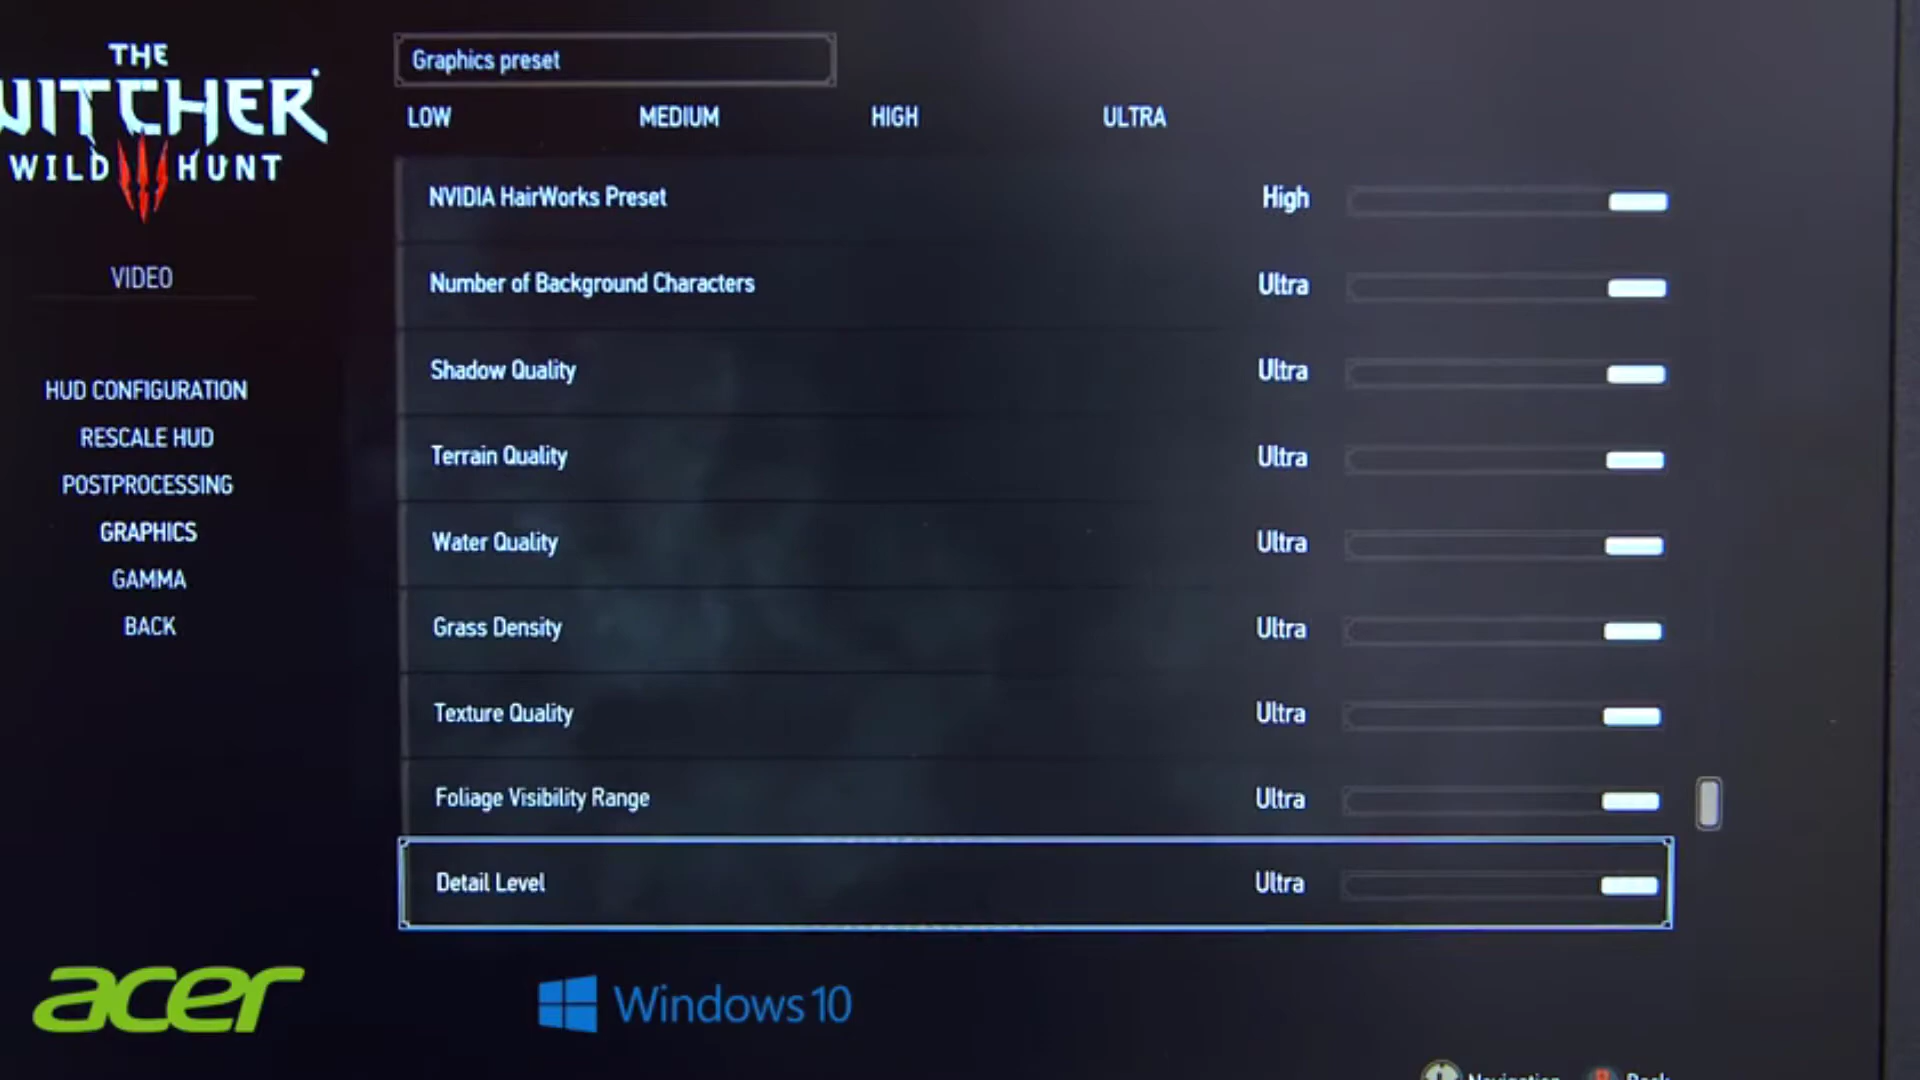 THE
WITCHER
WILD HUNT
VIDEO
HUD CONFIGURATION
RESCALE HUD
POSTPROCESSING
GRAPHICS
GAMMA
BACK
Graphics preset
LOW MEDIUM HIGH ULTRA
NVIDIA HairWorks Preset High
Number of Background Characters Ultra
Shadow Quality Ultra
Terrain Quality Ultra
Water Quality Ultra
Grass Density Ultra
Texture Quality Ultra
Foliage Visibility Range Ultra
Detail Level Ultra
acer
Windows 10
Navigation Back